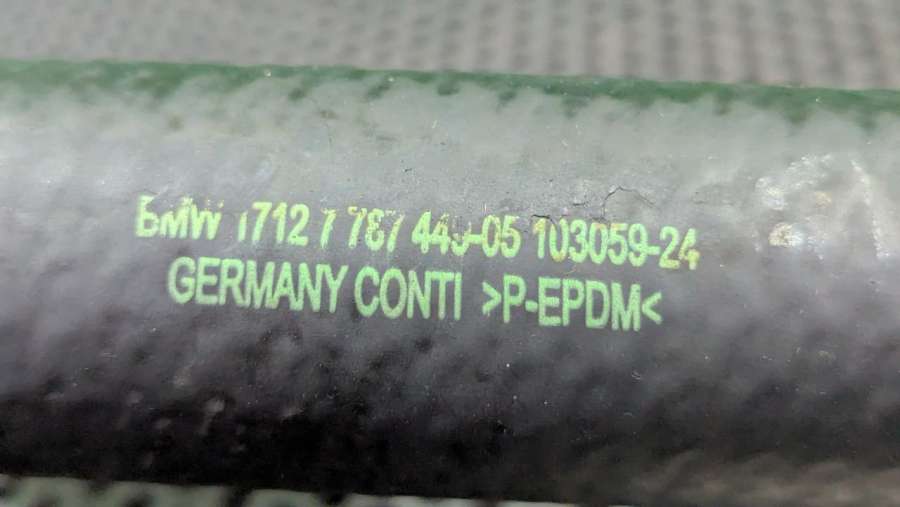 BMW 1712 7 787 449-05 103059-24
GERMANY CONTI >P-EPDM<